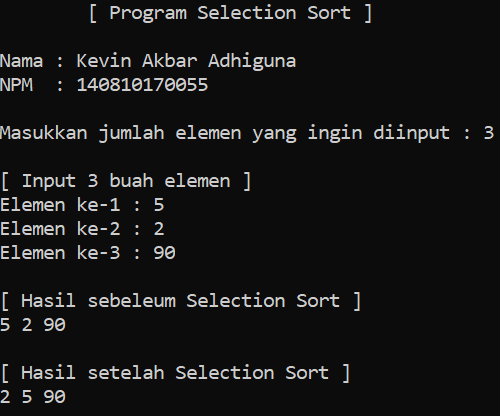 [ Program Selection Sort ]
Nama : Kevin Akbar Adhiguna
NPM  : 140810170055
Masukkan jumlah elemen yang ingin diinput : 3
[ Input 3 buah elemen ]
Elemen ke-1 : 5
Elemen ke-2 : 2
Elemen ke-3 : 90
[ Hasil sebeleum Selection Sort ]
5 2 90
[ Hasil setelah Selection Sort ]
2 5 90